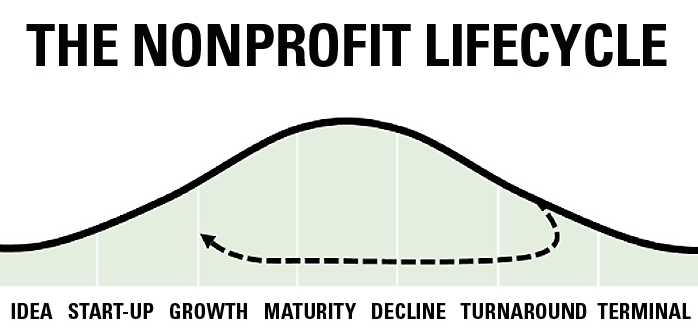 THE NONPROFIT LIFECYCLE
IDEA START-UP GROWTH MATURITY DECLINE TURNAROUND TERMINAL